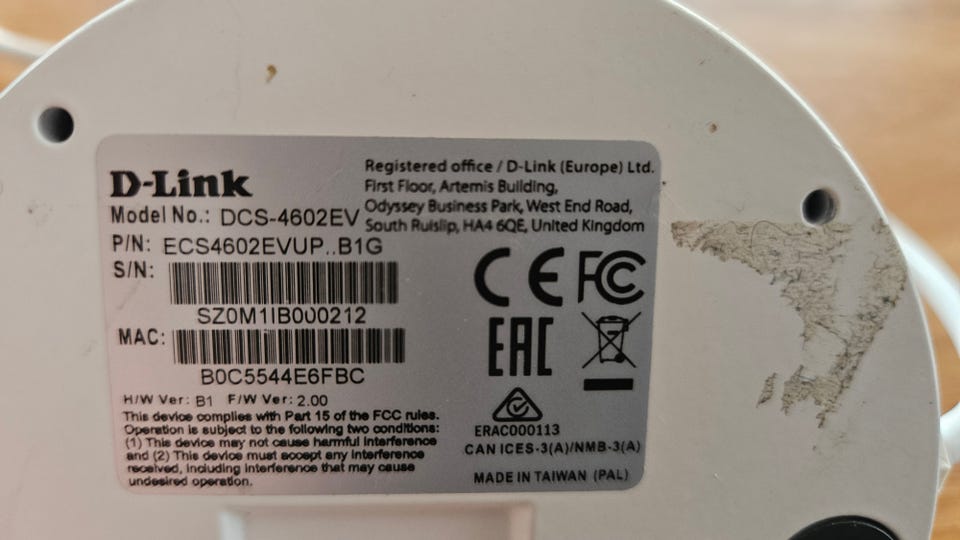 D-Link
Model No.: DCS-4602EV
P/N: ECS4602EVUP..B1G
S/N:
SZ0M1IB000212
MAC:
B0C5544E6FBC
H/W Ver: B1 F/W Ver: 2.00
This device complies with Part 15 of the FCC rules.
Operation is subject to the following two conditions:
(1) This device may not cause harmful interference
and (2) This device must accept any interference
received, including interference that may cause
undesired operation.
Registered office / D-Link (Europe) Ltd.
First Floor, Artemis Building,
Odyssey Business Park, West End Road,
South Ruislip, HA4 6QE, United Kingdom
CE FC
EAC
ERAC000113
CAN ICES-3(A)/NMB-3(A)
MADE IN TAIWAN (PAL)